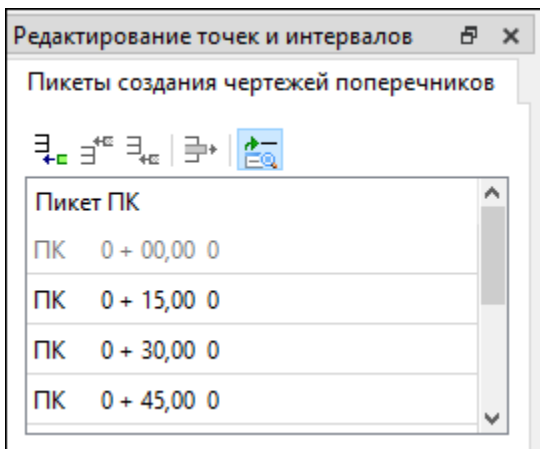 Редактирование точек и интервалов
Пикеты создания чертежей поперечников
Пикет ПК
ПК 0 + 00,00 0
ПК 0 + 15,00 0
ПК 0 + 30,00 0
ПК 0 + 45,00 0